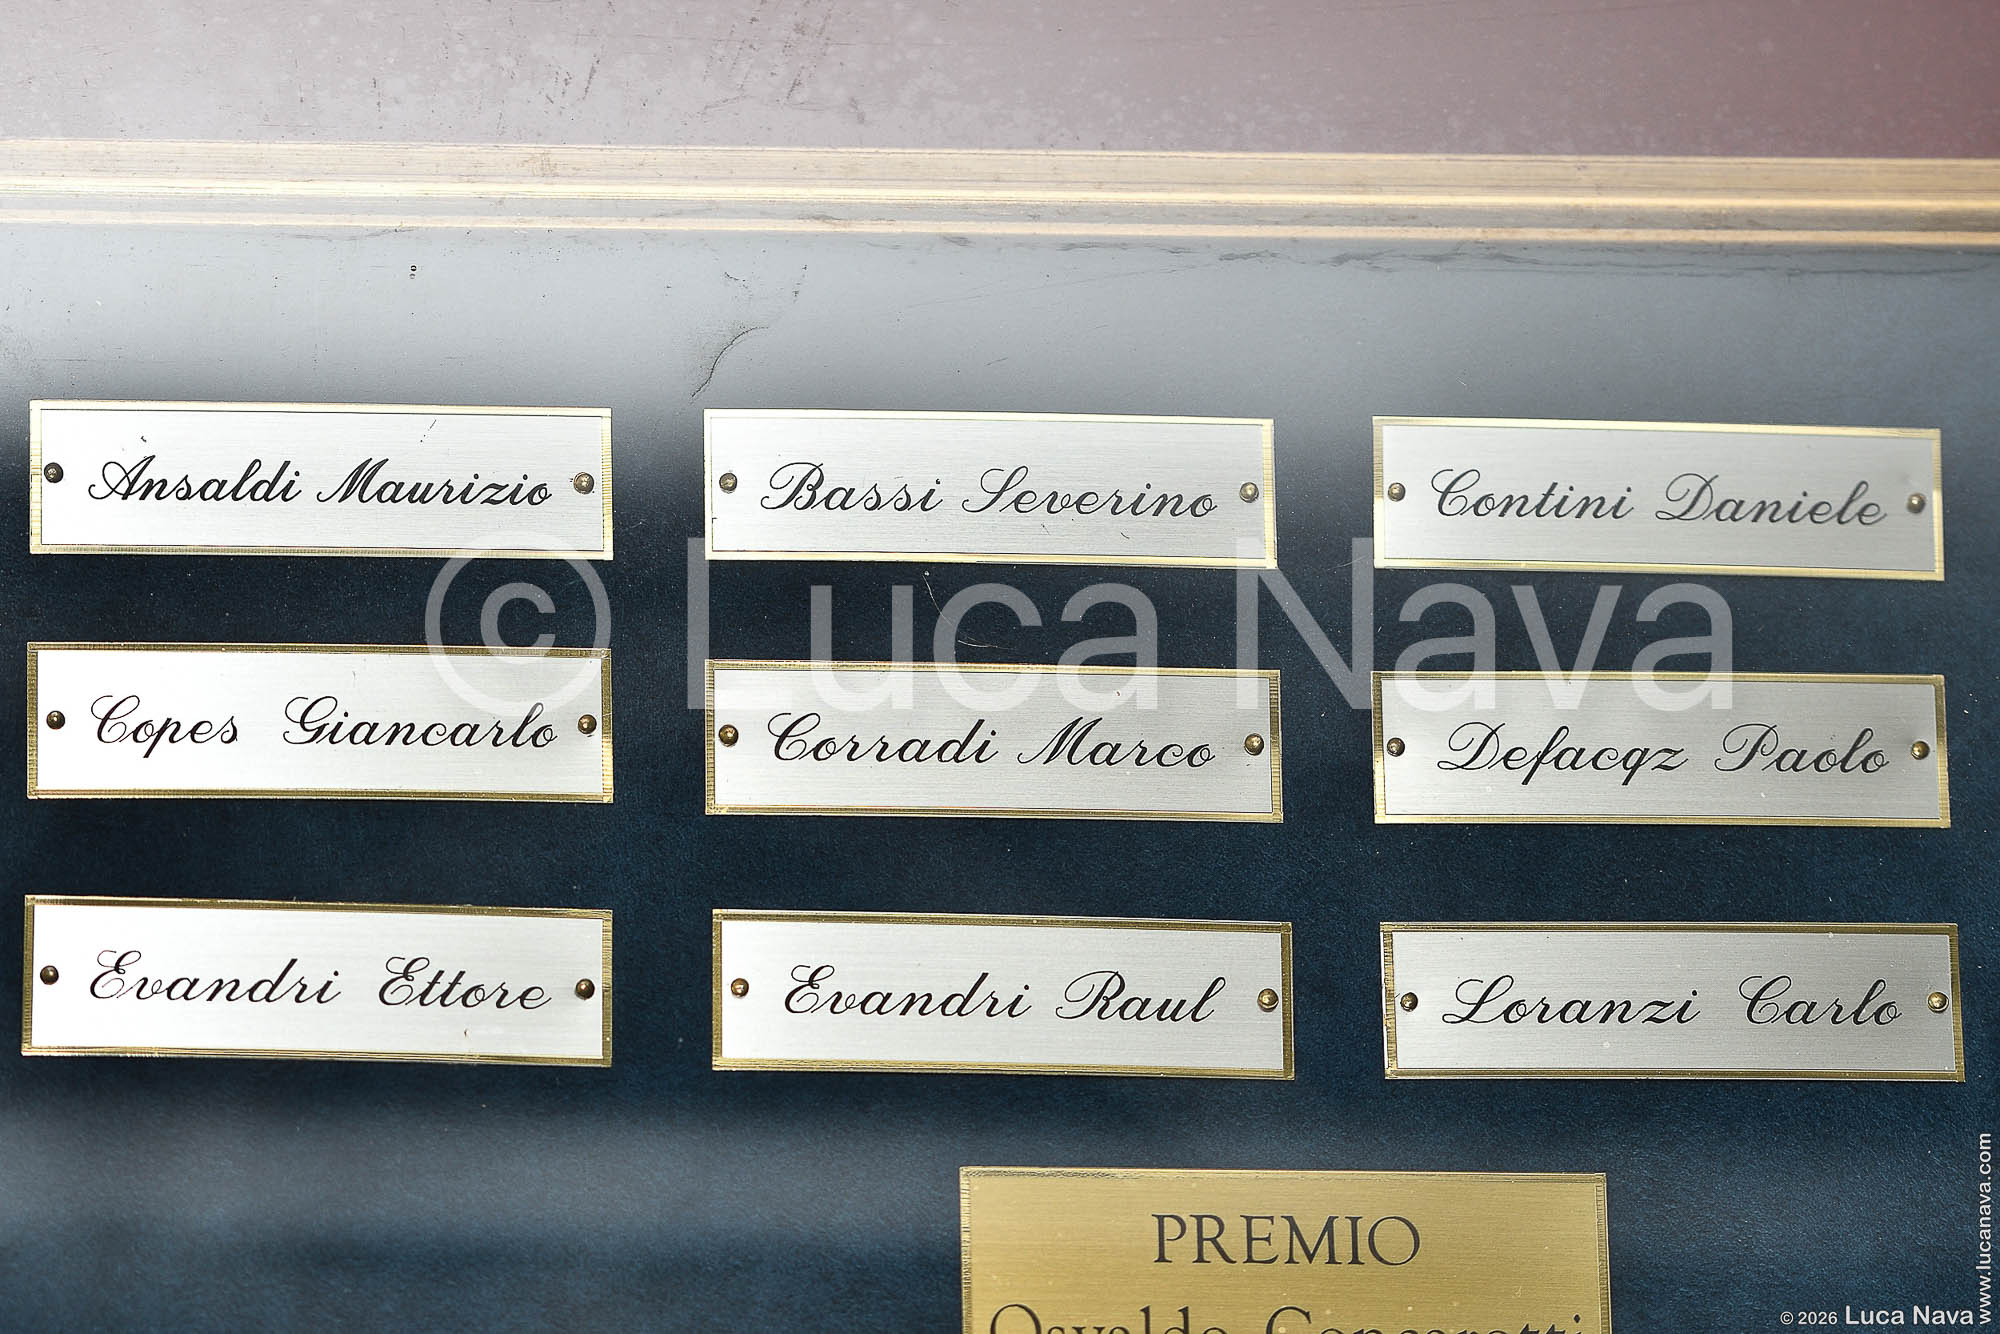 Ansaldi Maurizio
Bassi Severino
Contini Daniele
Copes Giancarlo
Corradi Marco
Defacqz Paolo
Evandri Ettore
Evandri Raul
Loranzi Carlo
© Luca Nava
PREMIO
Osvaldo
© 2026 Luca Nava
www.lucanava.com